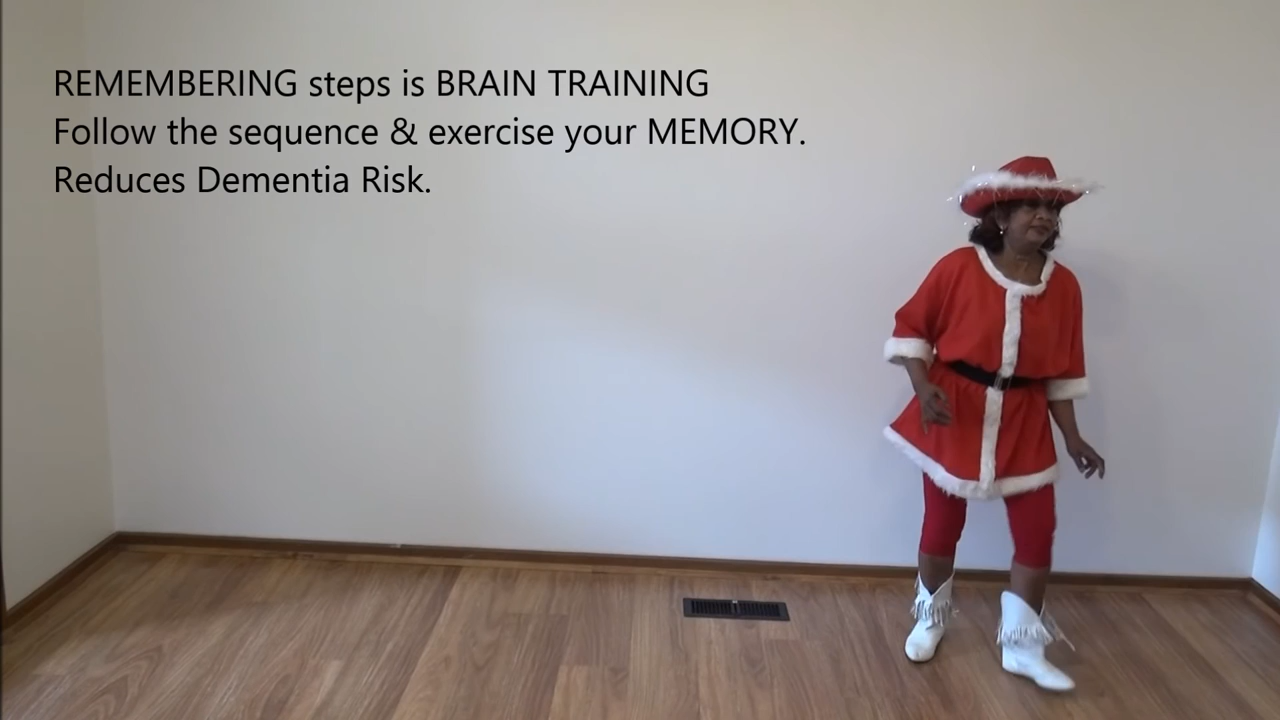 REMEMBERING steps is BRAIN TRAINING
Follow the sequence & exercise your MEMORY.
Reduces Dementia Risk.